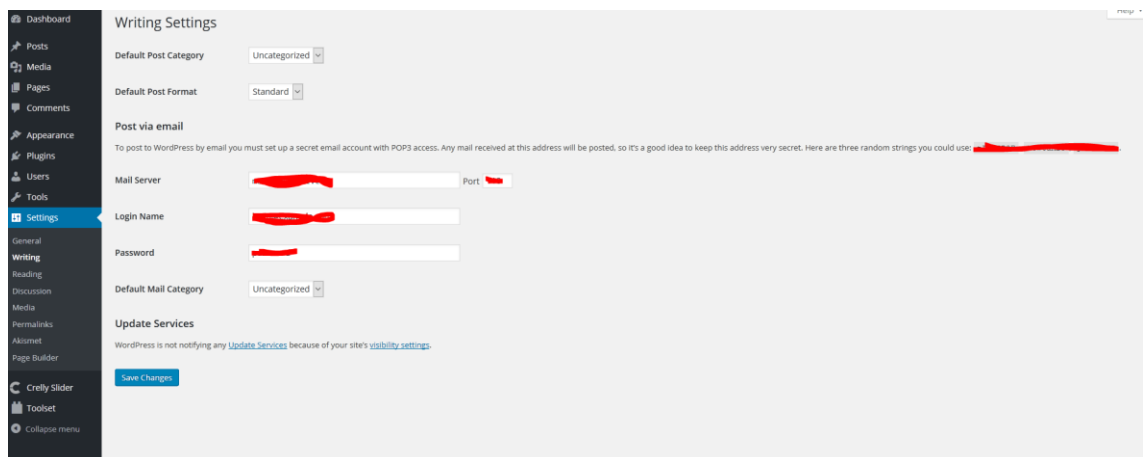 Help
Dashboard
Writing Settings
Posts
Media
Pages
Comments
Appearance
Plugins
Users
Tools
Settings
General
Writing
Reading
Discussion
Media
Permalinks
Akismet
Page Builder
Crelly Slider
Toolset
Collapse menu
Default Post Category Uncategorized
Default Post Format Standard
Post via email
To post to WordPress by email you must set up a secret email account with POP3 access. Any mail received at this address will be posted, so it's a good idea to keep this address very secret. Here are three random strings you could use:
Mail Server Port
Login Name
Password
Default Mail Category Uncategorized
Update Services
WordPress is not notifying any Update Services because of your site's visibility settings.
Save Changes